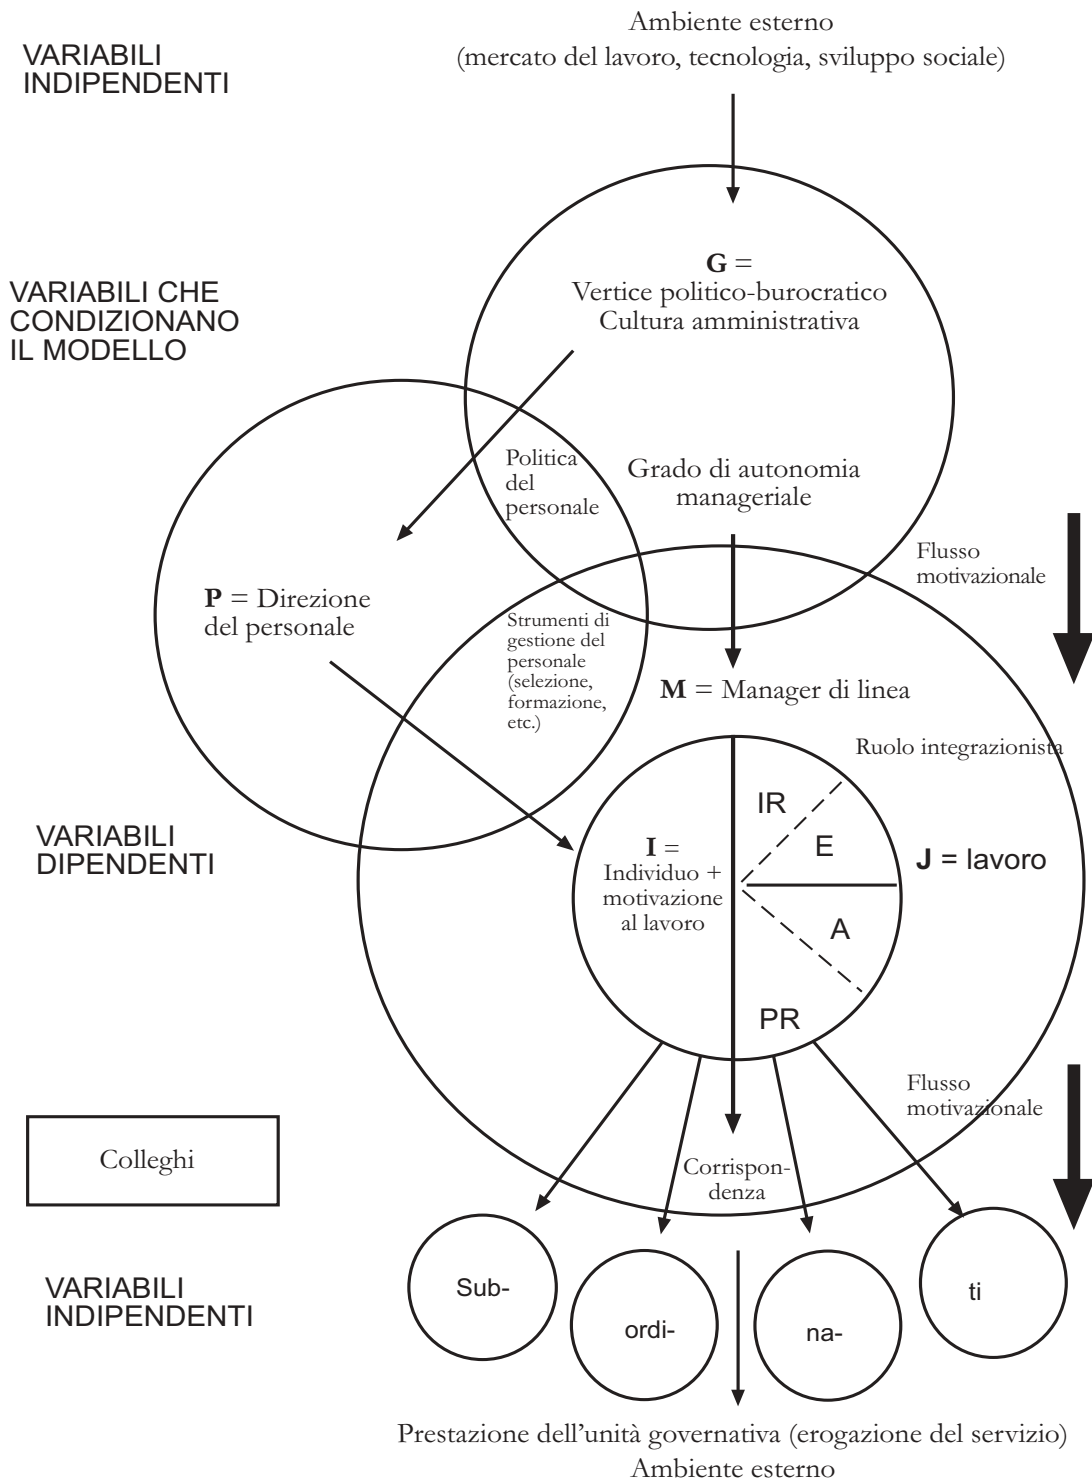 VARIABILI
INDIPENDENTI
Ambiente esterno
(mercato del lavoro, tecnologia, sviluppo sociale)
VARIABILI CHE
CONDIZIONANO
IL MODELLO
G =
Vertice politico-burocratico
Cultura amministrativa
Politica
del
personale
Grado di autonomia
manageriale
Flusso
motivazionale
P = Direzione
del personale
Strumenti di
gestione del
personale
(selezione,
formazione,
etc.)
M = Manager di linea
Ruolo integrazionista
VARIABILI
DIPENDENTI
I =
Individuo +
motivazione
al lavoro
IR
E
A
PR
J = lavoro
Flusso
motivazionale
Colleghi
Corrispon-
denza
VARIABILI
INDIPENDENTI
Sub-
ordi-
na-
ti
Prestazione dell'unità governativa (erogazione del servizio)
Ambiente esterno